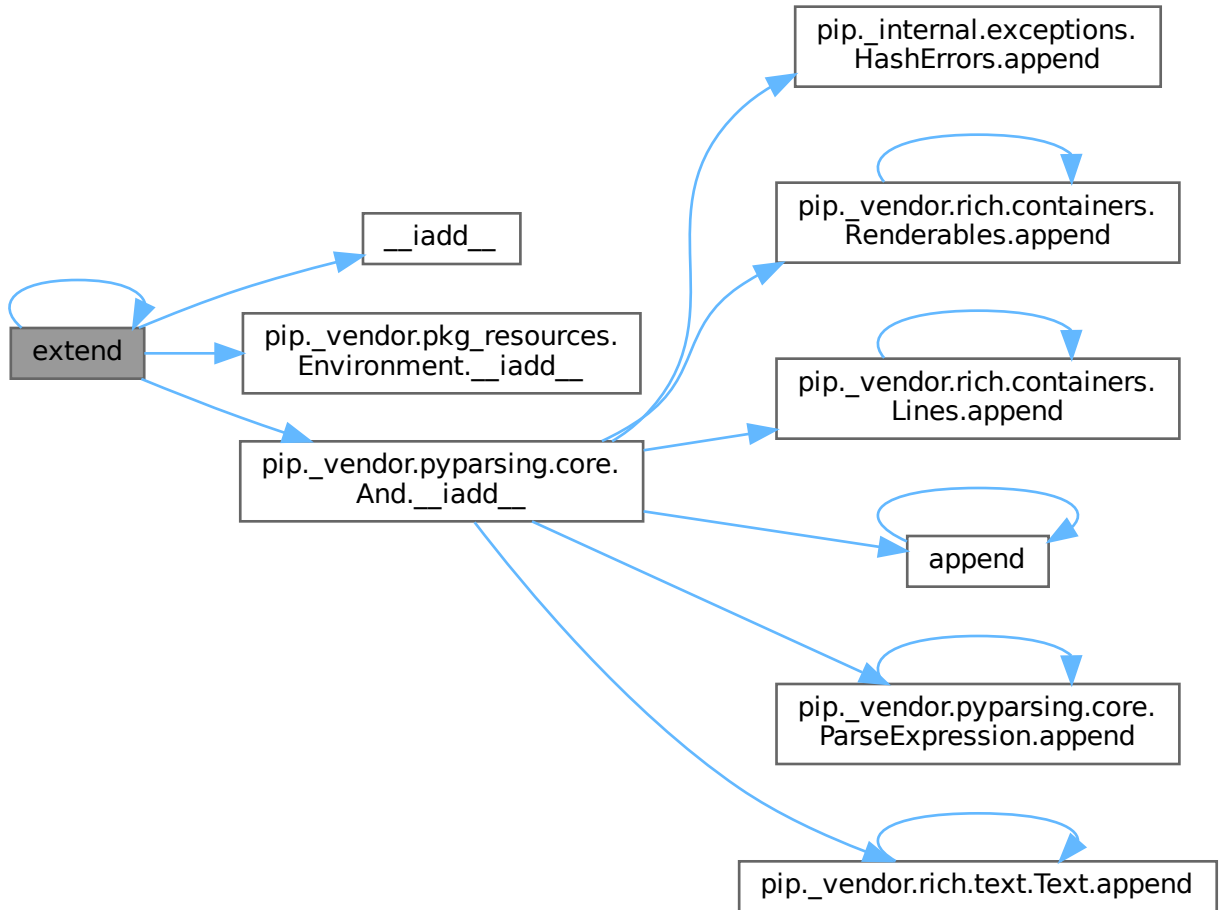 pip._internal.exceptions.
HashErrors.append
pip._vendor.rich.containers.
Renderables.append
__iadd__
extend
pip._vendor.pkg_resources.
Environment.__iadd__
pip._vendor.rich.containers.
Lines.append
pip._vendor.pyparsing.core.
And.__iadd__
append
pip._vendor.pyparsing.core.
ParseExpression.append
pip._vendor.rich.text.Text.append